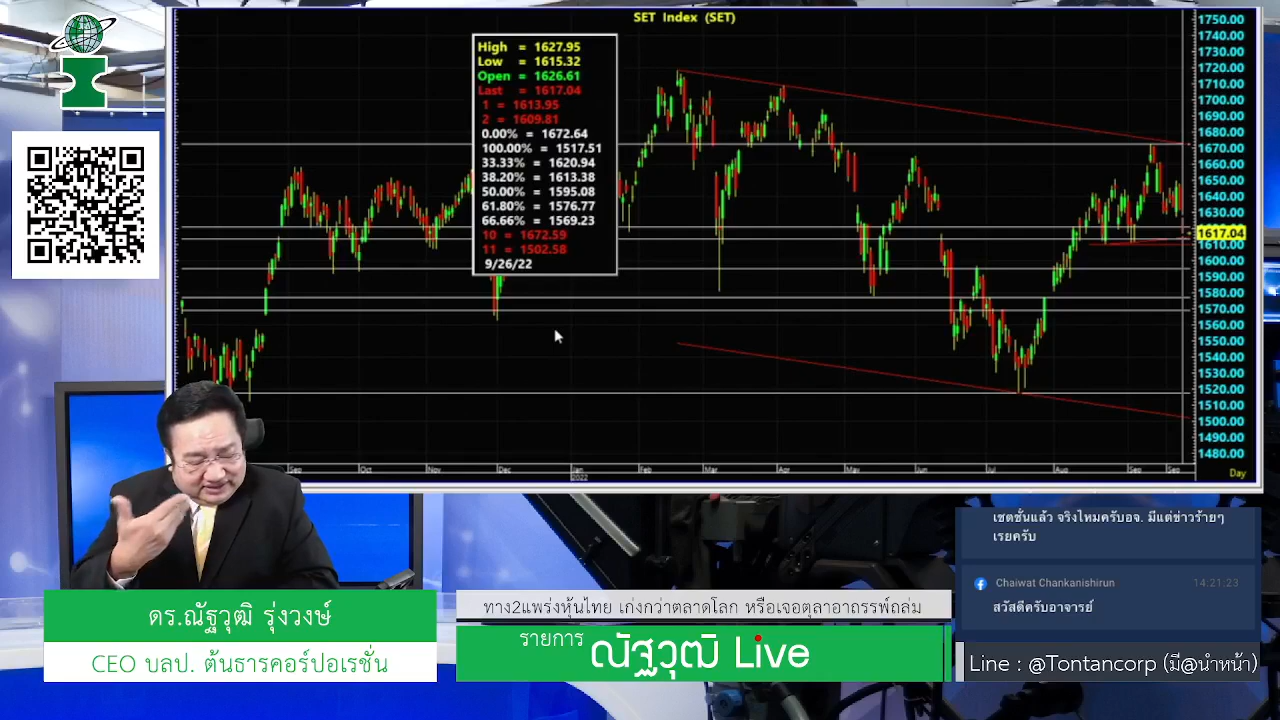 SET Index (SET)
High = 1627.95
Low = 1615.32
Open = 1626.61
Last = 1617.04
1 = 1613.95
2 = 1609.81
0.00% = 1672.64
100.00% = 1517.51
33.33% = 1620.94
38.20% = 1613.38
50.00% = 1595.08
61.80% = 1576.77
66.66% = 1569.23
10 = 1672.59
11 = 1502.58
9/26/22
1750.00
1740.00
1730.00
1720.00
1710.00
1700.00
1690.00
1680.00
1670.00
1660.00
1650.00
1640.00
1630.00
1617.04
1610.00
1600.00
1590.00
1580.00
1570.00
1560.00
1550.00
1540.00
1530.00
1520.00
1510.00
1500.00
1490.00
1480.00
Sep Oct Nov Dec Jan Feb Mar Apr May Jun Jul Aug Sep Sep Day
2022
เซตชั่นแล้ว จริงไหมครับอจ. มีแต่ข่าวร้ายๆ
เรยครับ
Chaiwat Chankanishirun 14:21:23
สวัสดีครับอาจารย์
ดร.ณัฐวุฒิ รุ่งวงษ์
CEO บลป. ต้นธารคอร์ปอเรชั่น
ทาง2แพร่งหุ้นไทย เก่งกว่าตลาดโลก หรือเจอตุลาอาถรรพ์ถล่ม
รายการ ณัฐวุฒิ Live
Line : @Tontancorp (มี@นำหน้า)